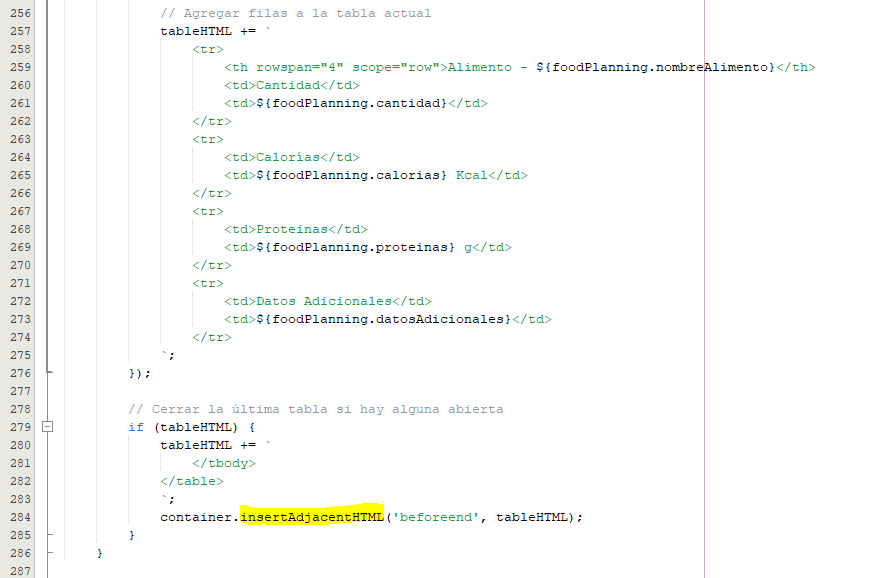 256 // Agregar filas a la tabla actual
257 tableHTML += `
258 <tr>
259 <th rowspan="4" scope="row">Alimento - ${foodPlanning.nombreAlimento}</th>
260 <td>Cantidad</td>
261 <td>${foodPlanning.cantidad}</td>
262 </tr>
263 <tr>
264 <td>Calorías</td>
265 <td>${foodPlanning.calorias} Kcal</td>
266 </tr>
267 <tr>
268 <td>Proteinas</td>
269 <td>${foodPlanning.proteinas} g</td>
270 </tr>
271 <tr>
272 <td>Datos Adicionales</td>
273 <td>${foodPlanning.datosAdicionales}</td>
274 </tr>
275 `;
276 });
277
278 // Cerrar la última tabla si hay alguna abierta
279 if (tableHTML) {
280 tableHTML += `
281 </tbody>
282 </table>
283 `;
284 container.insertAdjacentHTML('beforeend', tableHTML);
285 }
286 }
287